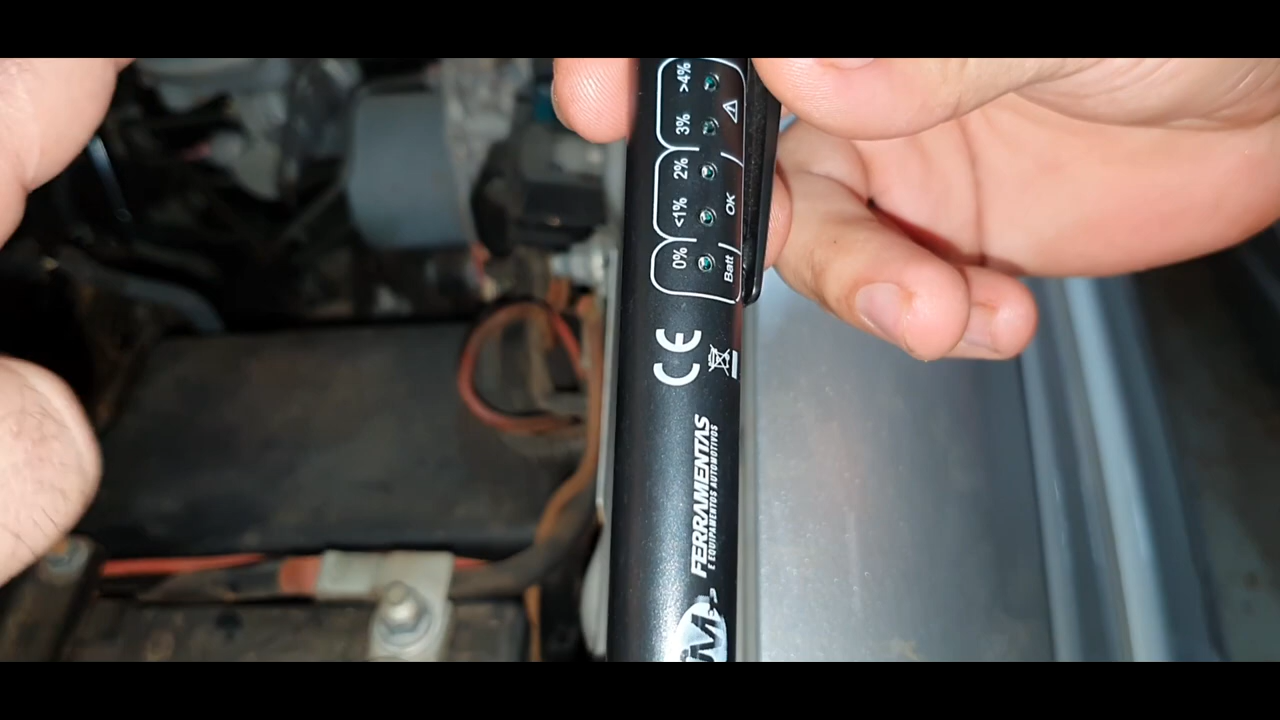 0% <1% 2% 3% >4%
Batt OK
CE
FERRAMENTAS
E EQUIPAMENTOS AUTOMOTIVOS